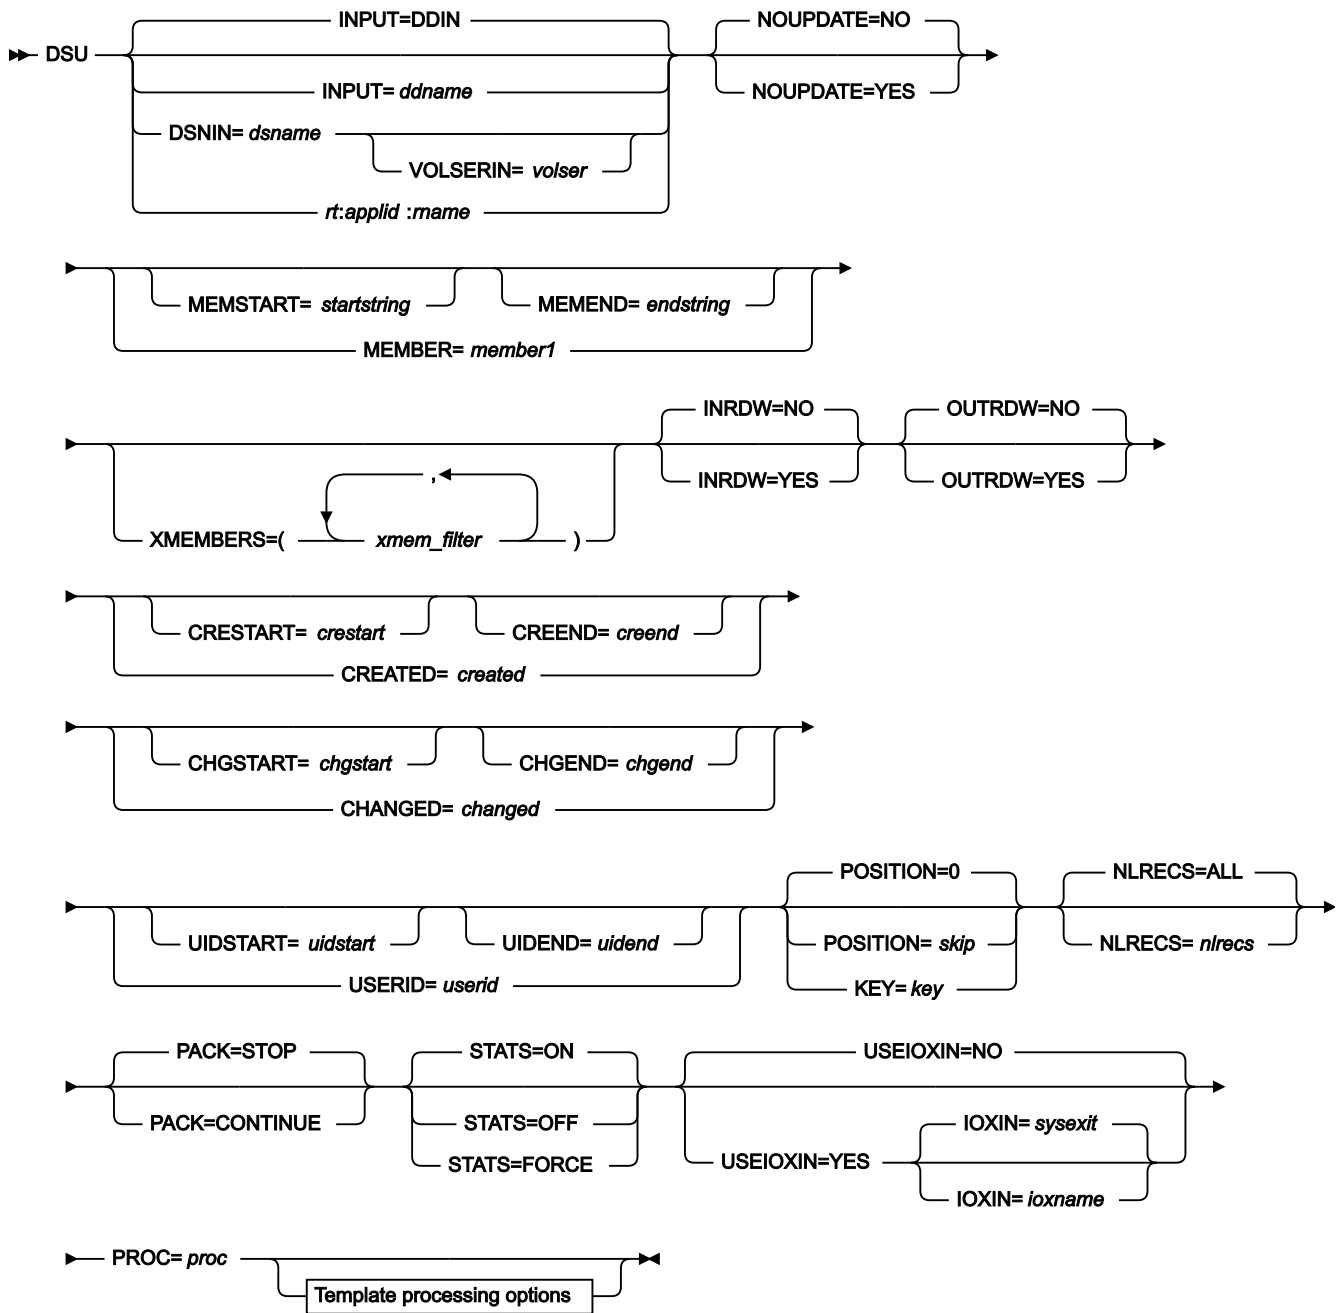 INPUT=DDIN NOUPDATE=NO
DSU
INPUT= ddname NOUPDATE=YES
DSNIN= dsname
VOLSERIN= volser
rt:applid :rname
MEMSTART= startstring MEMEND= endstring
MEMBER= member1
INRDW=NO OUTRDW=NO
,
INRDW=YES OUTRDW=YES
XMEMBERS=( xmem_filter )
CRESTART= crestart CREEND= creend
CREATED= created
CHGSTART= chgstart CHGEND= chgend
CHANGED= changed
POSITION=0 NLRECS=ALL
UIDSTART= uidstart UIDEND= uidend POSITION= skip NLRECS= nlrecs
USERID= userid KEY= key
PACK=STOP STATS=ON USEIOXIN=NO
PACK=CONTINUE STATS=OFF IOXIN= sysexit
STATS=FORCE USEIOXIN=YES
IOXIN= ioxname
PROC= proc
Template processing options